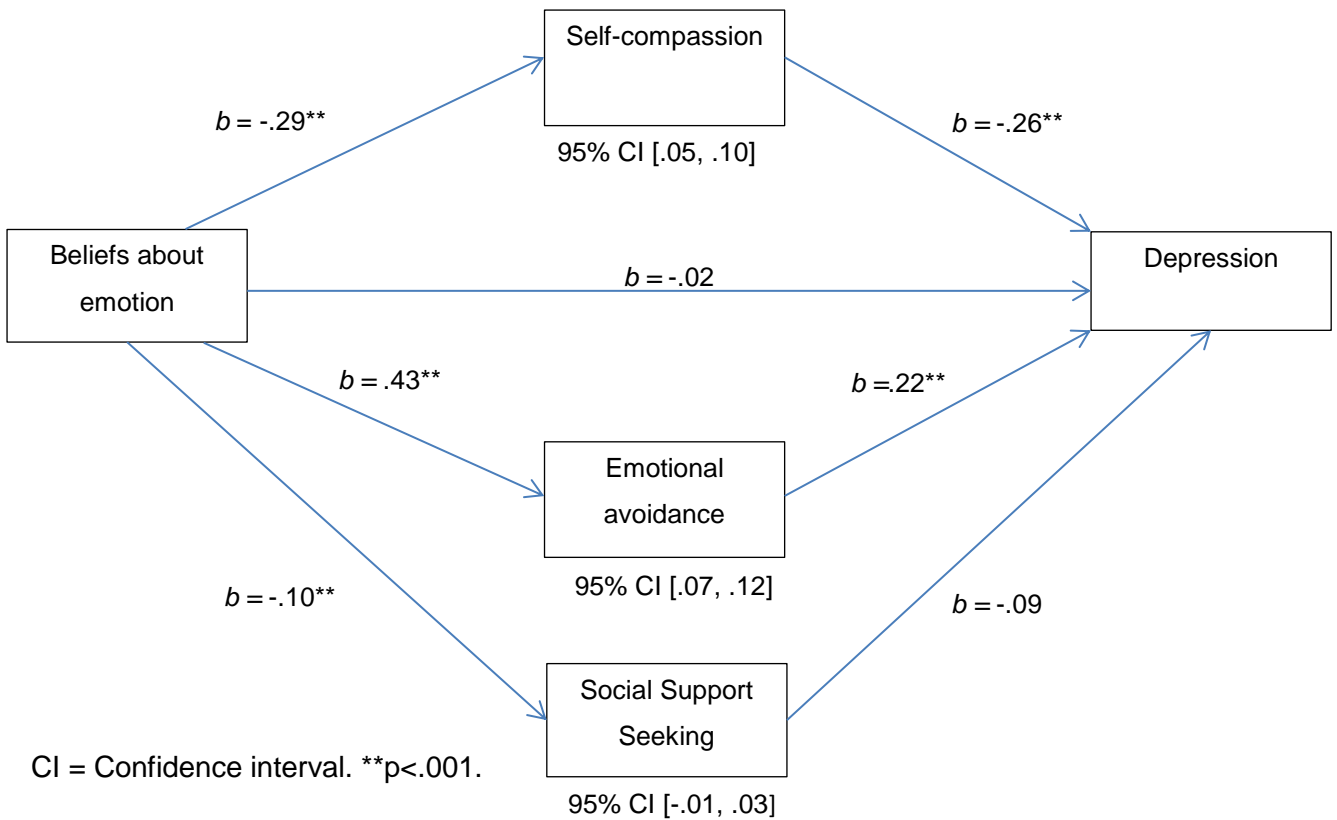 Self-compassion
b = -.29**
b = -.26**
95% CI [.05, .10]
Beliefs about
emotion
b = -.02
Depression
b = .43**
b =.22**
Emotional
avoidance
95% CI [.07, .12]
b = -.10**
b = -.09
Social Support
Seeking
CI = Confidence interval. **p<.001.
95% CI [-.01, .03]